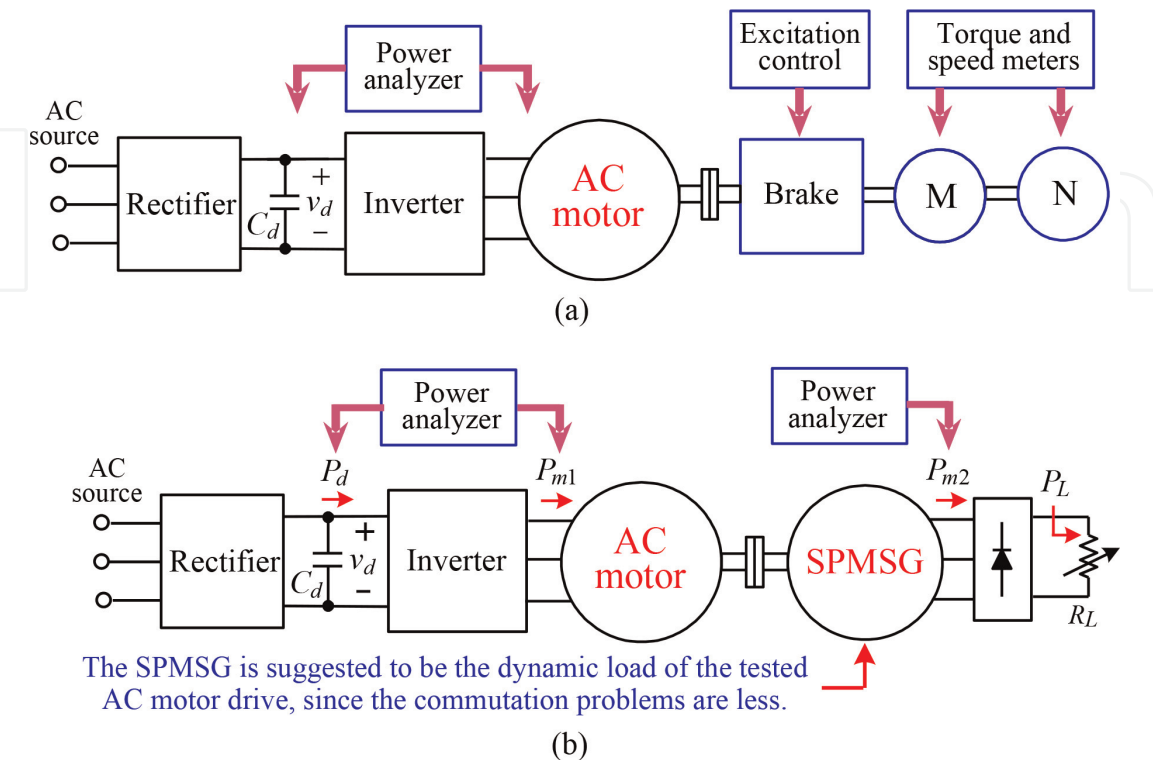 Power
analyzer
Excitation
control
Torque and
speed meters
AC
source
Rectifier
C_d
+
v_d
−
Inverter
AC
motor
Brake
M
N
(a)
Power
analyzer
Power
analyzer
AC
source
P_d
P_m1
P_m2
P_L
Rectifier
C_d
+
v_d
−
Inverter
AC
motor
SPMSG
R_L
The SPMSG is suggested to be the dynamic load of the tested
AC motor drive, since the commutation problems are less.
(b)